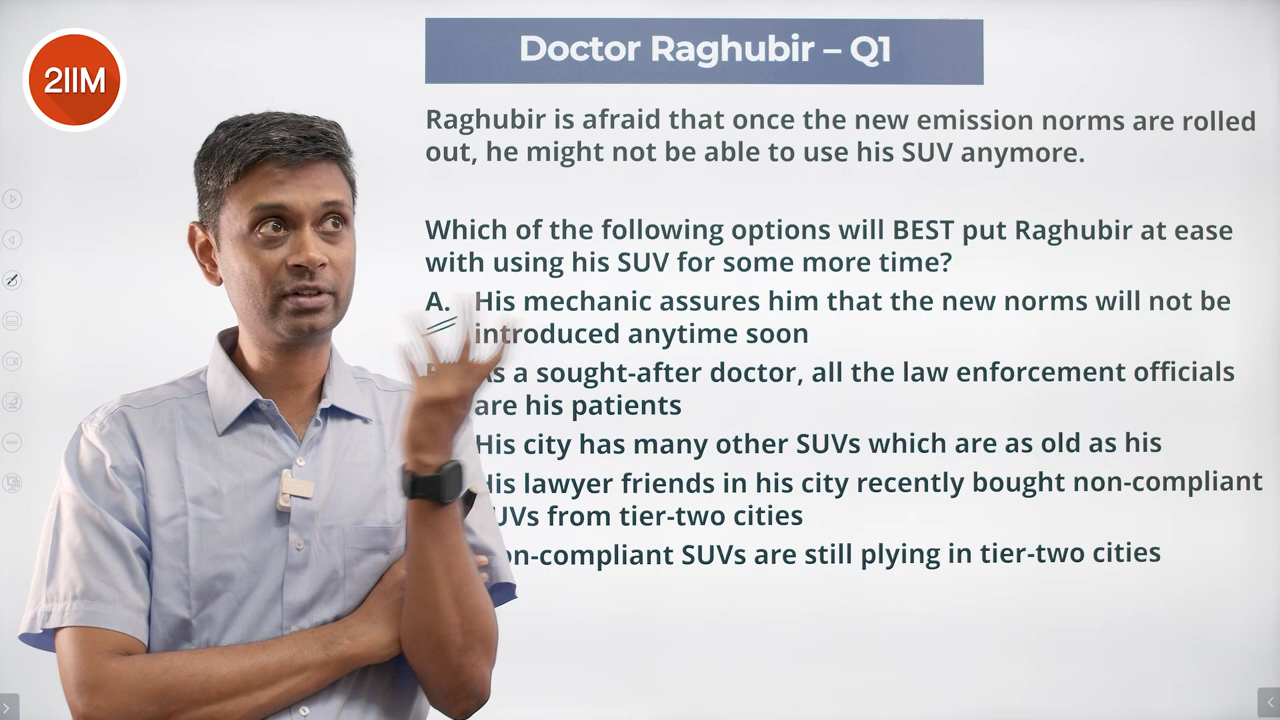 2IIM
Doctor Raghubir – Q1
Raghubir is afraid that once the new emission norms are rolled
out, he might not be able to use his SUV anymore.
Which of the following options will BEST put Raghubir at ease
with using his SUV for some more time?
A. His mechanic assures him that the new norms will not be
introduced anytime soon
As a sought-after doctor, all the law enforcement officials
are his patients
His city has many other SUVs which are as old as his
His lawyer friends in his city recently bought non-compliant
SUVs from tier-two cities
on-compliant SUVs are still plying in tier-two cities